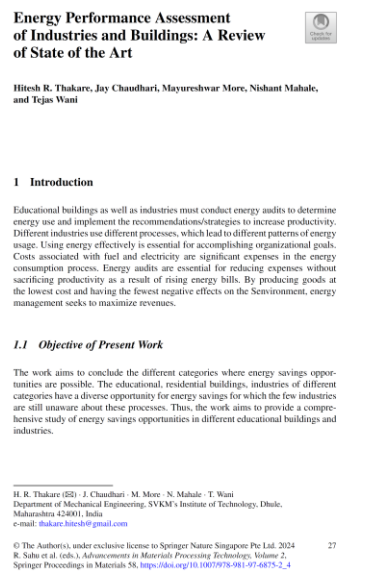 Energy Performance Assessment
of Industries and Buildings: A Review
of State of the Art
Check for
updates
Hitesh R. Thakare, Jay Chaudhari, Mayureshwar More, Nishant Mahale,
and Tejas Wani
1 Introduction
Educational buildings as well as industries must conduct energy audits to determine
energy use and implement the recommendations/strategies to increase productivity.
Different industries use different processes, which lead to different patterns of energy
usage. Using energy effectively is essential for accomplishing organizational goals.
Costs associated with fuel and electricity are significant expenses in the energy
consumption process. Energy audits are essential for reducing expenses without
sacrificing productivity as a result of rising energy bills. By producing goods at
the lowest cost and having the fewest negative effects on the Senvironment, energy
management seeks to maximize revenues.
1.1 Objective of Present Work
The work aims to conclude the different categories where energy savings oppor-
tunities are possible. The educational, residential buildings, industries of different
categories have a diverse opportunity for energy savings for which the few industries
are still unaware about these processes. Thus, the work aims to provide a compre-
hensive study of energy savings opportunities in different educational buildings and
industries.
H. R. Thakare (✉) · J. Chaudhari · M. More · N. Mahale · T. Wani
Department of Mechanical Engineering, SVKM's Institute of Technology, Dhule,
Maharashtra 424001, India
e-mail: thakare.hitesh@gmail.com
© The Author(s), under exclusive license to Springer Nature Singapore Pte Ltd. 2024 27
R. Sahu et al. (eds.), Advancements in Materials Processing Technology, Volume 2,
Springer Proceedings in Materials 58, https://doi.org/10.1007/978-981-97-6875-2_4